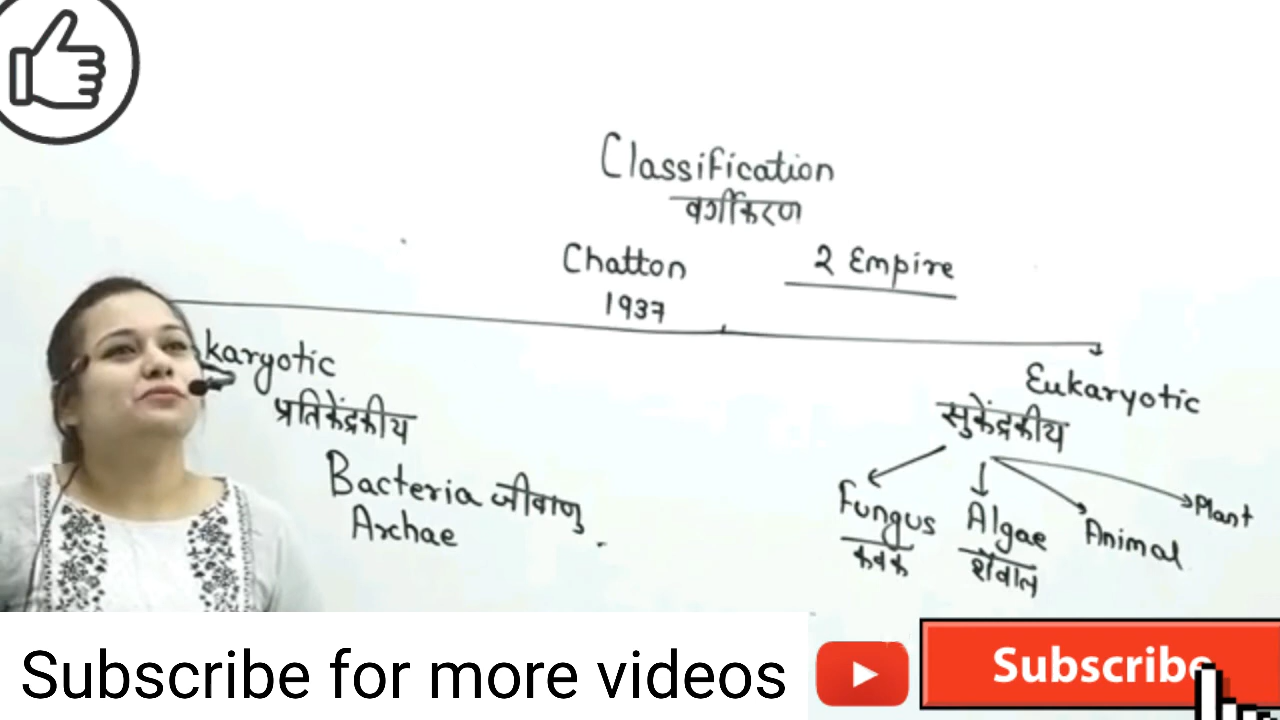 Classification
वर्गीकरण
Chatton 2 Empire
1937
karyotic
प्रतिकेंद्रकीय
Bacteria जीवाणु
Archae
Eukaryotic
सुकेंद्रकीय
Fungus Algae Animal Plant
कवक शैवाल
Subscribe for more videos
Subscribe